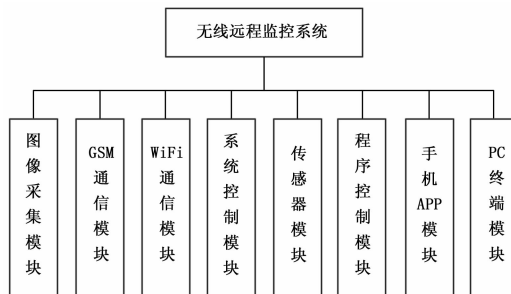 无线远程监控系统
图像采集模块
GSM通信模块
WiFi通信模块
系统控制模块
传感器模块
程序控制模块
手机APP模块
PC终端模块